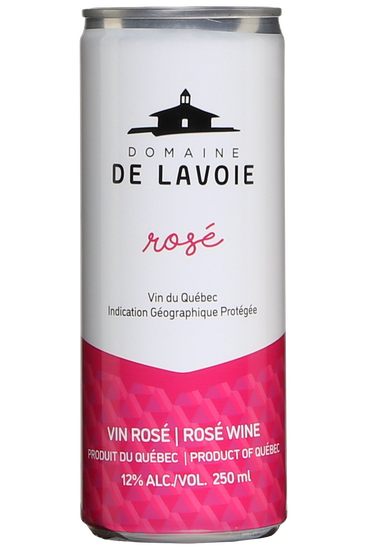 DOMAINE
DE LAVOIE
rosé
Vin du Québec
Indication Géographique Protégée
VIN ROSÉ | ROSÉ WINE
PRODUIT DU QUÉBEC | PRODUCT OF QUÉBEC
12% ALC./VOL. 250 ml